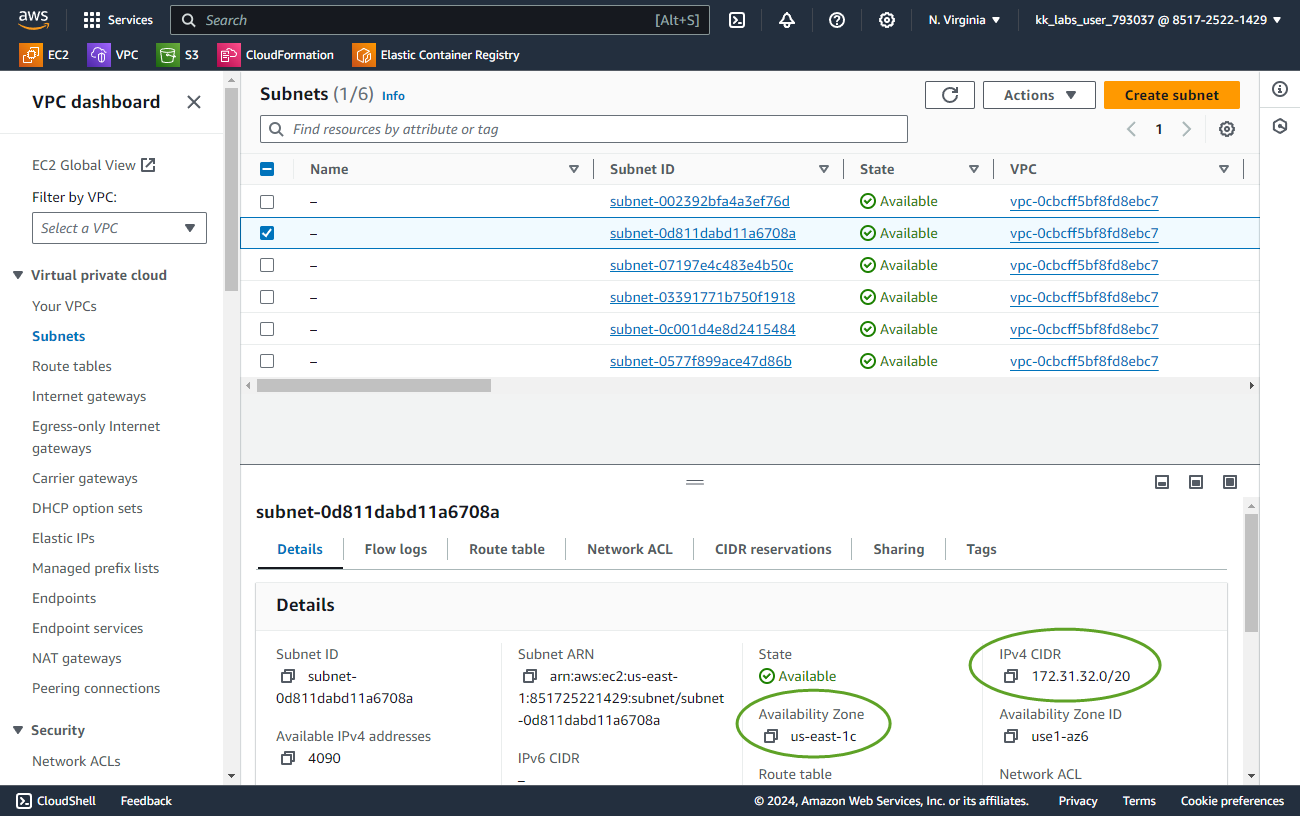 aws
Services
Search
[Alt+S]
N. Virginia
kk_labs_user_793037 @ 8517-2522-1429
EC2
VPC
S3
CloudFormation
Elastic Container Registry
VPC dashboard
EC2 Global View
Filter by VPC:
Select a VPC
Virtual private cloud
Your VPCs
Subnets
Route tables
Internet gateways
Egress-only Internet
gateways
Carrier gateways
DHCP option sets
Elastic IPs
Managed prefix lists
Endpoints
Endpoint services
NAT gateways
Peering connections
Security
Network ACLs
Subnets (1/6) Info
Actions
Create subnet
Find resources by attribute or tag
1
Name Subnet ID State VPC
– subnet-002392bfa4a3ef76d Available vpc-0cbcff5bf8fd8ebc7
– subnet-0d811dabd11a6708a Available vpc-0cbcff5bf8fd8ebc7
– subnet-07197e4c483e4b50c Available vpc-0cbcff5bf8fd8ebc7
– subnet-03391771b750f1918 Available vpc-0cbcff5bf8fd8ebc7
– subnet-0c001d4e8d2415484 Available vpc-0cbcff5bf8fd8ebc7
– subnet-0577f899ace47d86b Available vpc-0cbcff5bf8fd8ebc7
subnet-0d811dabd11a6708a
Details Flow logs Route table Network ACL CIDR reservations Sharing Tags
Details
Subnet ID
subnet-
0d811dabd11a6708a
Available IPv4 addresses
4090
Subnet ARN
arn:aws:ec2:us-east-
1:851725221429:subnet/subnet
-0d811dabd11a6708a
IPv6 CIDR
–
State
Available
Availability Zone
us-east-1c
Route table
IPv4 CIDR
172.31.32.0/20
Availability Zone ID
use1-az6
Network ACL
CloudShell
Feedback
© 2024, Amazon Web Services, Inc. or its affiliates.
Privacy
Terms
Cookie preferences